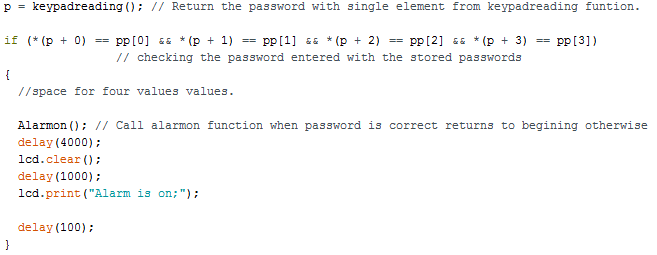 p = keypadreading(); // Return the password with single element from keypadreading funtion.
if (*(p + 0) == pp[0] && *(p + 1) == pp[1] && *(p + 2) == pp[2] && *(p + 3) == pp[3])
// checking the password entered with the stored passwords
{
//space for four values values.
Alarmon(); // Call alarmon function when password is correct returns to begining otherwise
delay(4000);
lcd.clear();
delay(1000);
lcd.print("Alarm is on;");
delay(100);
}